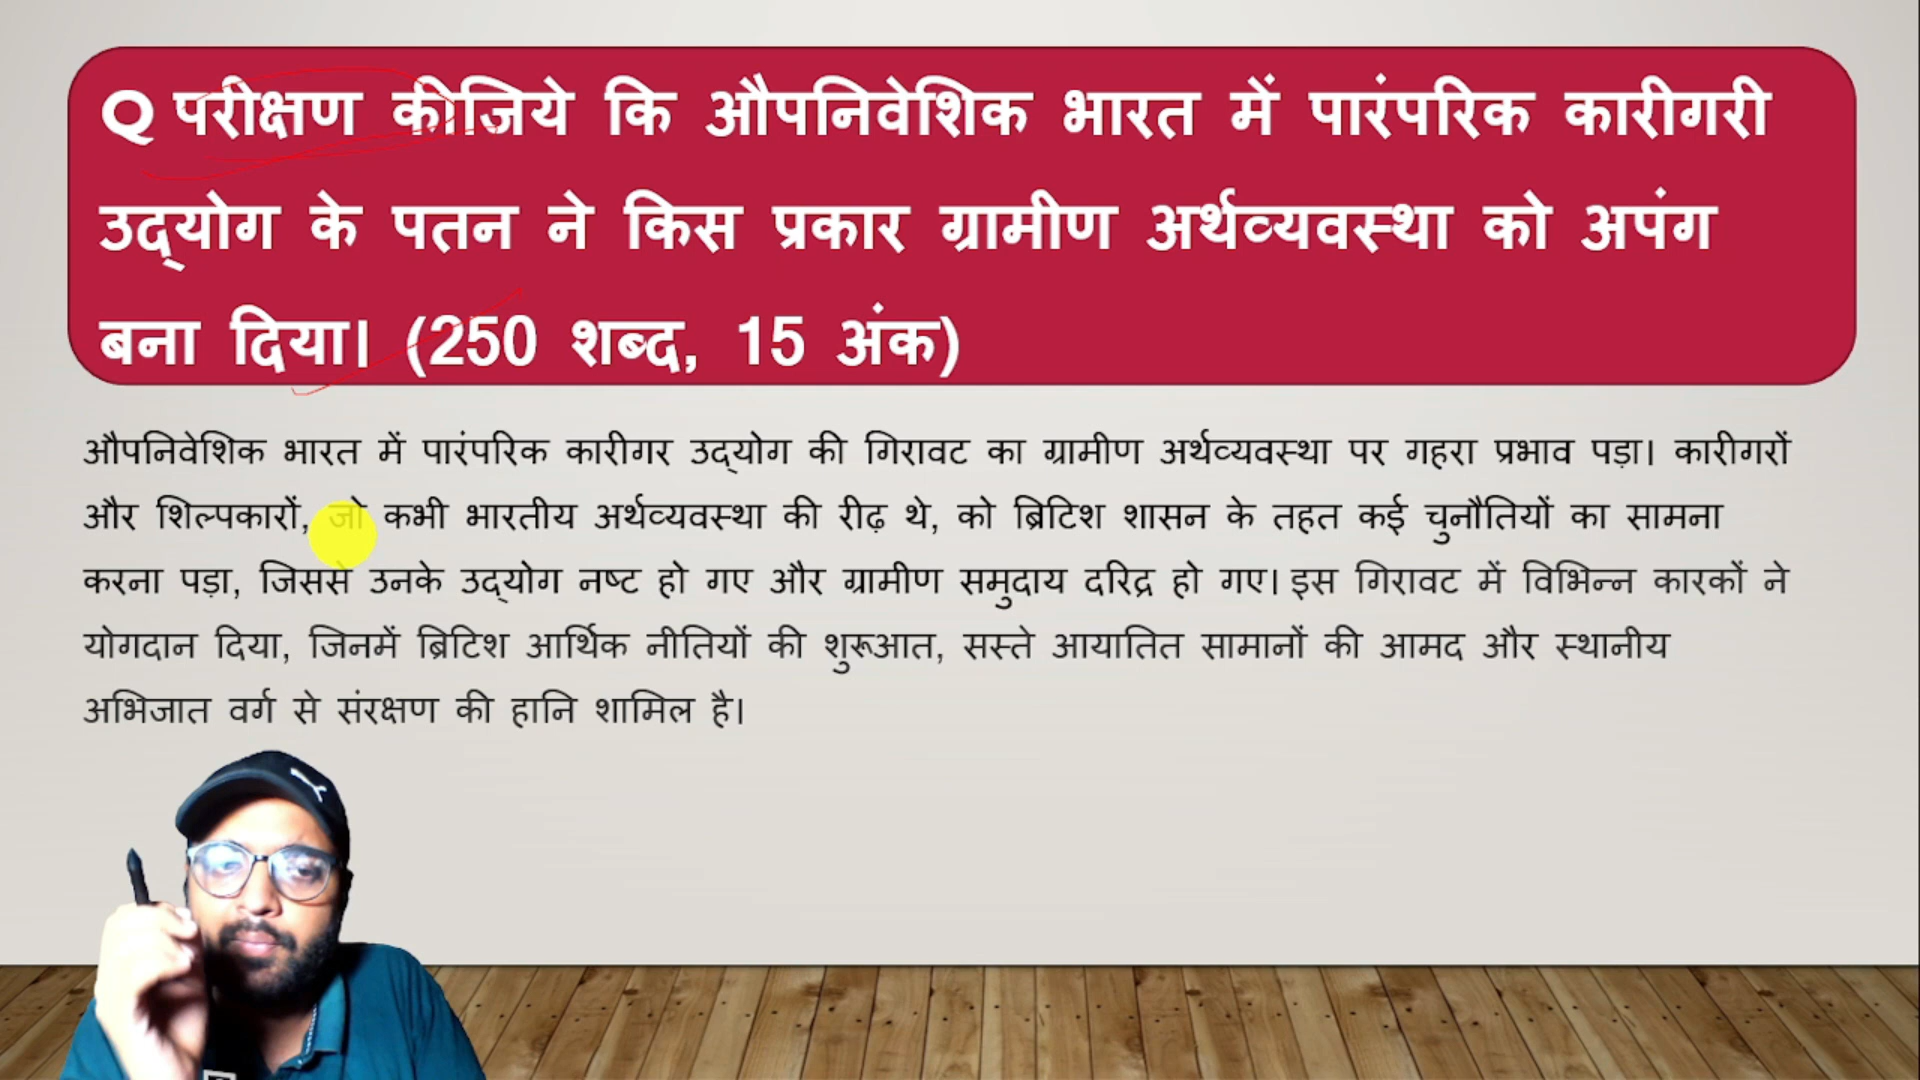 Q परीक्षण कीजिये कि औपनिवेशिक भारत में पारंपरिक कारीगरी
उद्योग के पतन ने किस प्रकार ग्रामीण अर्थव्यवस्था को अपंग
बना दिया। (250 शब्द, 15 अंक)
औपनिवेशिक भारत में पारंपरिक कारीगर उद्योग की गिरावट का ग्रामीण अर्थव्यवस्था पर गहरा प्रभाव पड़ा। कारीगरों
और शिल्पकारों, जो कभी भारतीय अर्थव्यवस्था की रीढ़ थे, को ब्रिटिश शासन के तहत कई चुनौतियों का सामना
करना पड़ा, जिससे उनके उद्योग नष्ट हो गए और ग्रामीण समुदाय दरिद्र हो गए। इस गिरावट में विभिन्न कारकों ने
योगदान दिया, जिनमें ब्रिटिश आर्थिक नीतियों की शुरूआत, सस्ते आयातित सामानों की आमद और स्थानीय
अभिजात वर्ग से संरक्षण की हानि शामिल है।